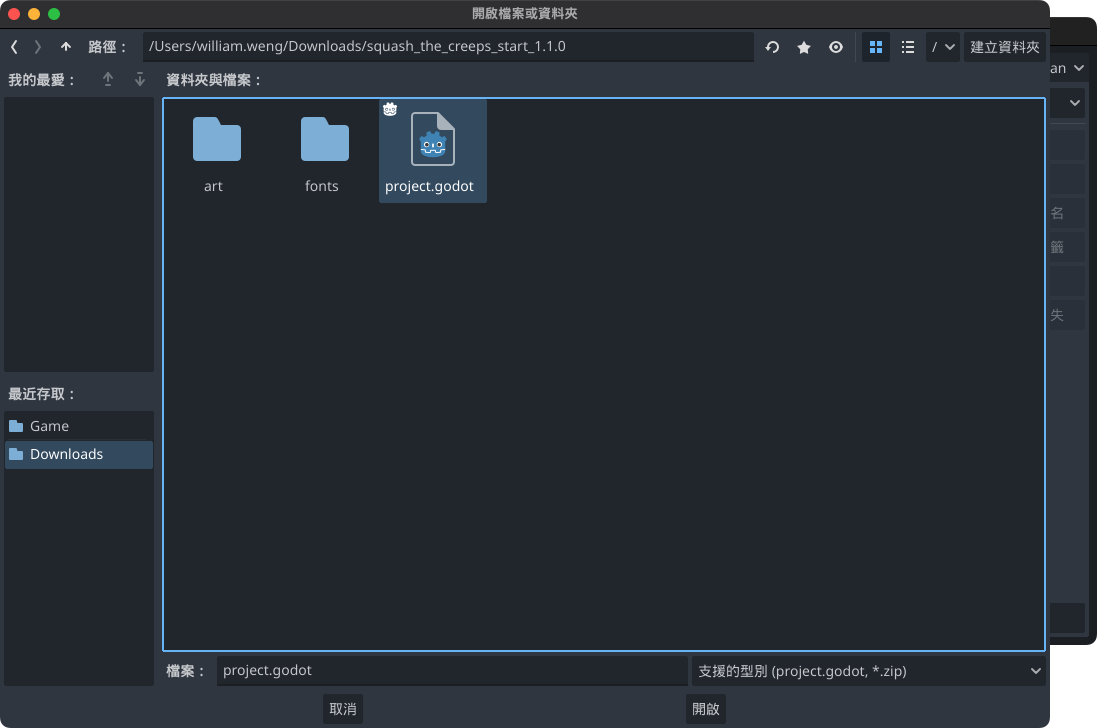 開啟檔案或資料夾
路徑： /Users/william.weng/Downloads/squash_the_creeps_start_1.1.0 / 建立資料夾
an
我的最愛： 資料夾與檔案：
art fonts project.godot
名
籤
失
最近存取：
Game
Downloads
檔案： project.godot 支援的型別 (project.godot, *.zip)
取消 開啟